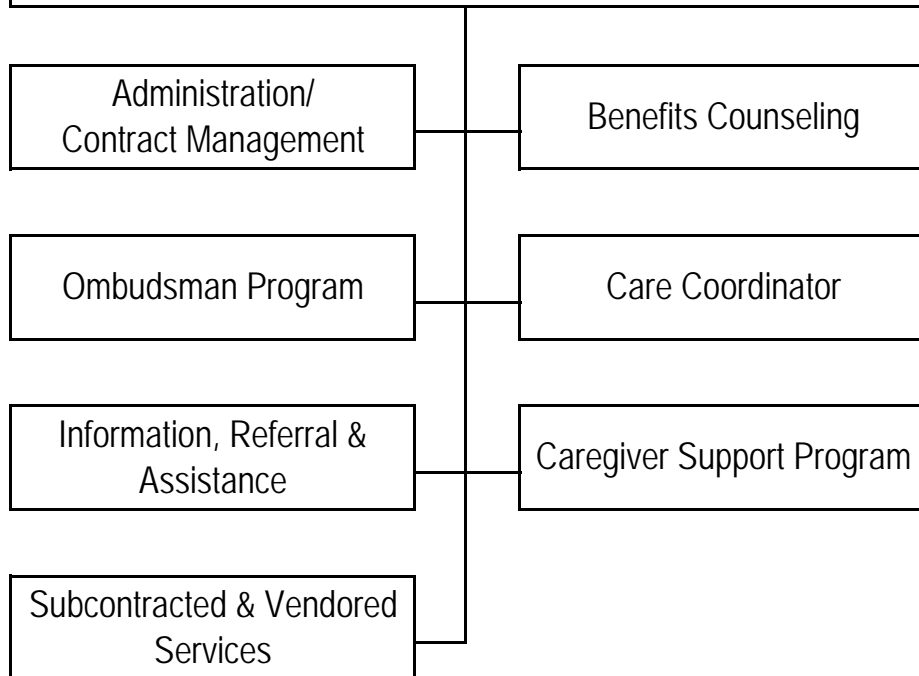 Administration/
Contract Management
Benefits Counseling
Ombudsman Program
Care Coordinator
Information, Referral &
Assistance
Caregiver Support Program
Subcontracted & Vendored
Services